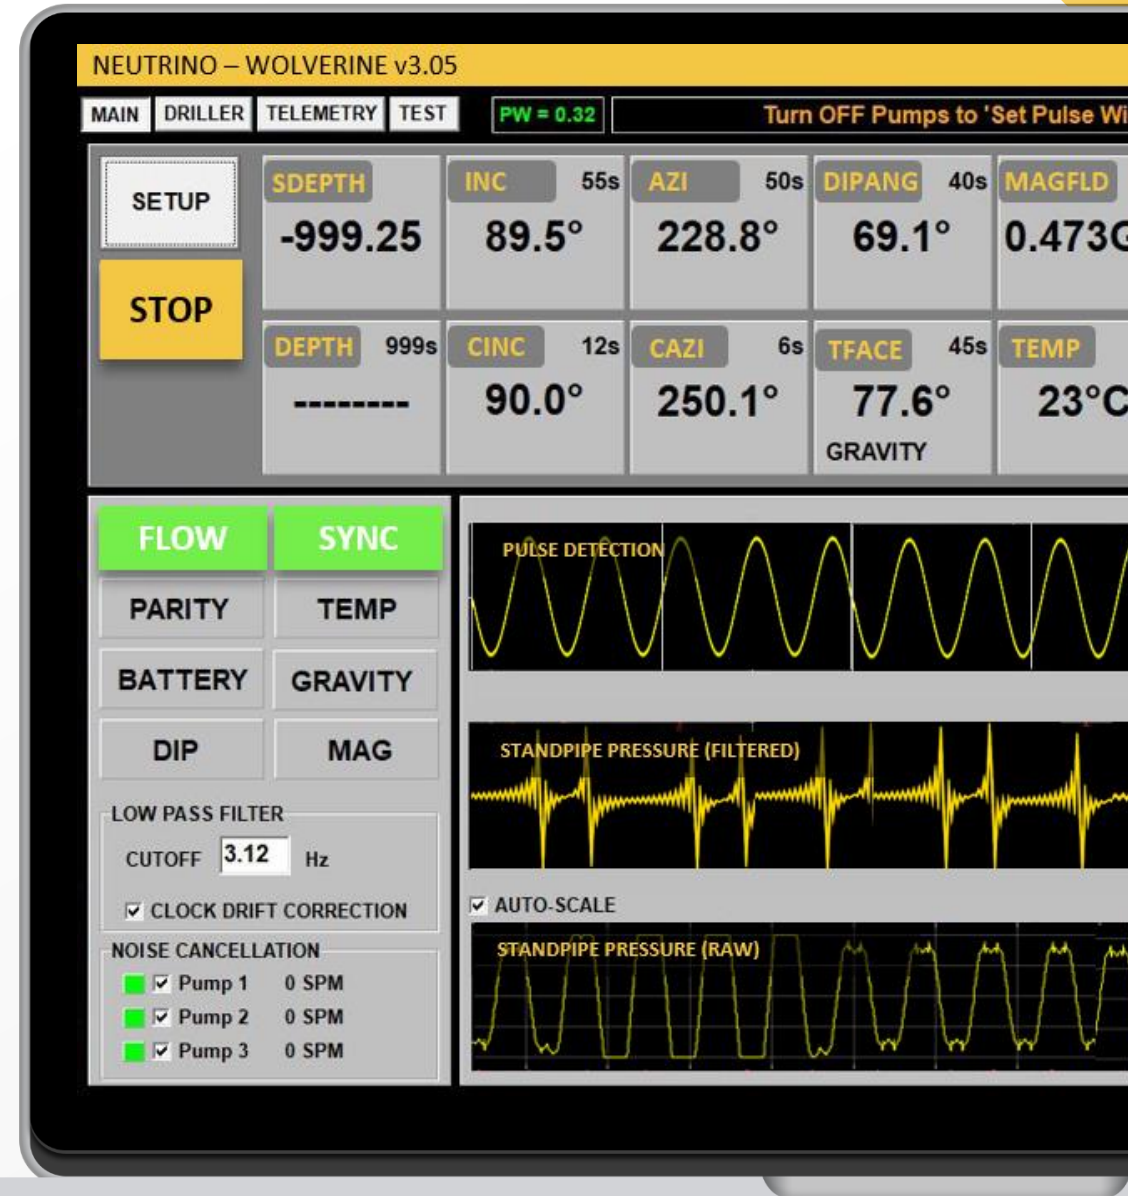 NEUTRINO – WOLVERINE v3.05
MAIN DRILLER TELEMETRY TEST PW = 0.32 Turn OFF Pumps to 'Set Pulse Wi
SETUP
STOP
SDEPTH
-999.25
INC 55s
89.5°
AZI 50s
228.8°
DIPANG 40s
69.1°
MAGFLD
0.473G
DEPTH 999s
--------
CINC 12s
90.0°
CAZI 6s
250.1°
TFACE 45s
77.6°
GRAVITY
TEMP
23°C
FLOW SYNC
PARITY TEMP
BATTERY GRAVITY
DIP MAG
LOW PASS FILTER
CUTOFF 3.12 Hz
CLOCK DRIFT CORRECTION
NOISE CANCELLATION
Pump 1 0 SPM
Pump 2 0 SPM
Pump 3 0 SPM
PULSE DETECTION
STANDPIPE PRESSURE (FILTERED)
AUTO-SCALE
STANDPIPE PRESSURE (RAW)